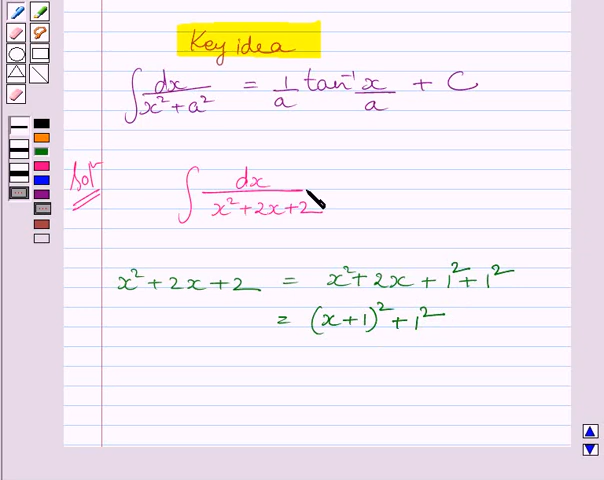 Key idea
∫ dx/(x² + a²) = 1/a tan⁻¹ x/a + C
Solⁿ
∫ dx/(x² + 2x + 2)
x² + 2x + 2 = x² + 2x + 1² + 1²
= (x + 1)² + 1²